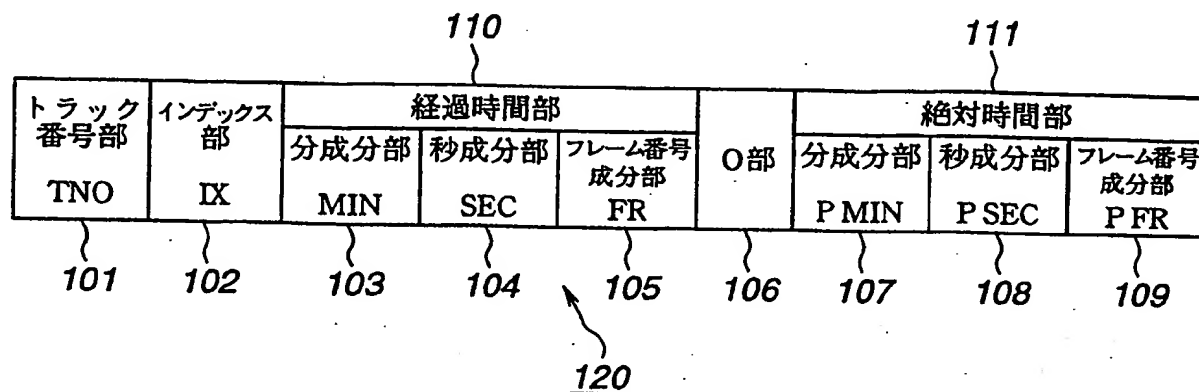 110
111
トラック
番号部
TNO
インデックス
部
IX
経過時間部
分成分部
MIN
秒成分部
SEC
フレーム番号
成分部
FR
O部
絶対時間部
分成分部
P MIN
秒成分部
P SEC
フレーム番号
成分部
P FR
101
102
103
104
105
106
107
108
109
120